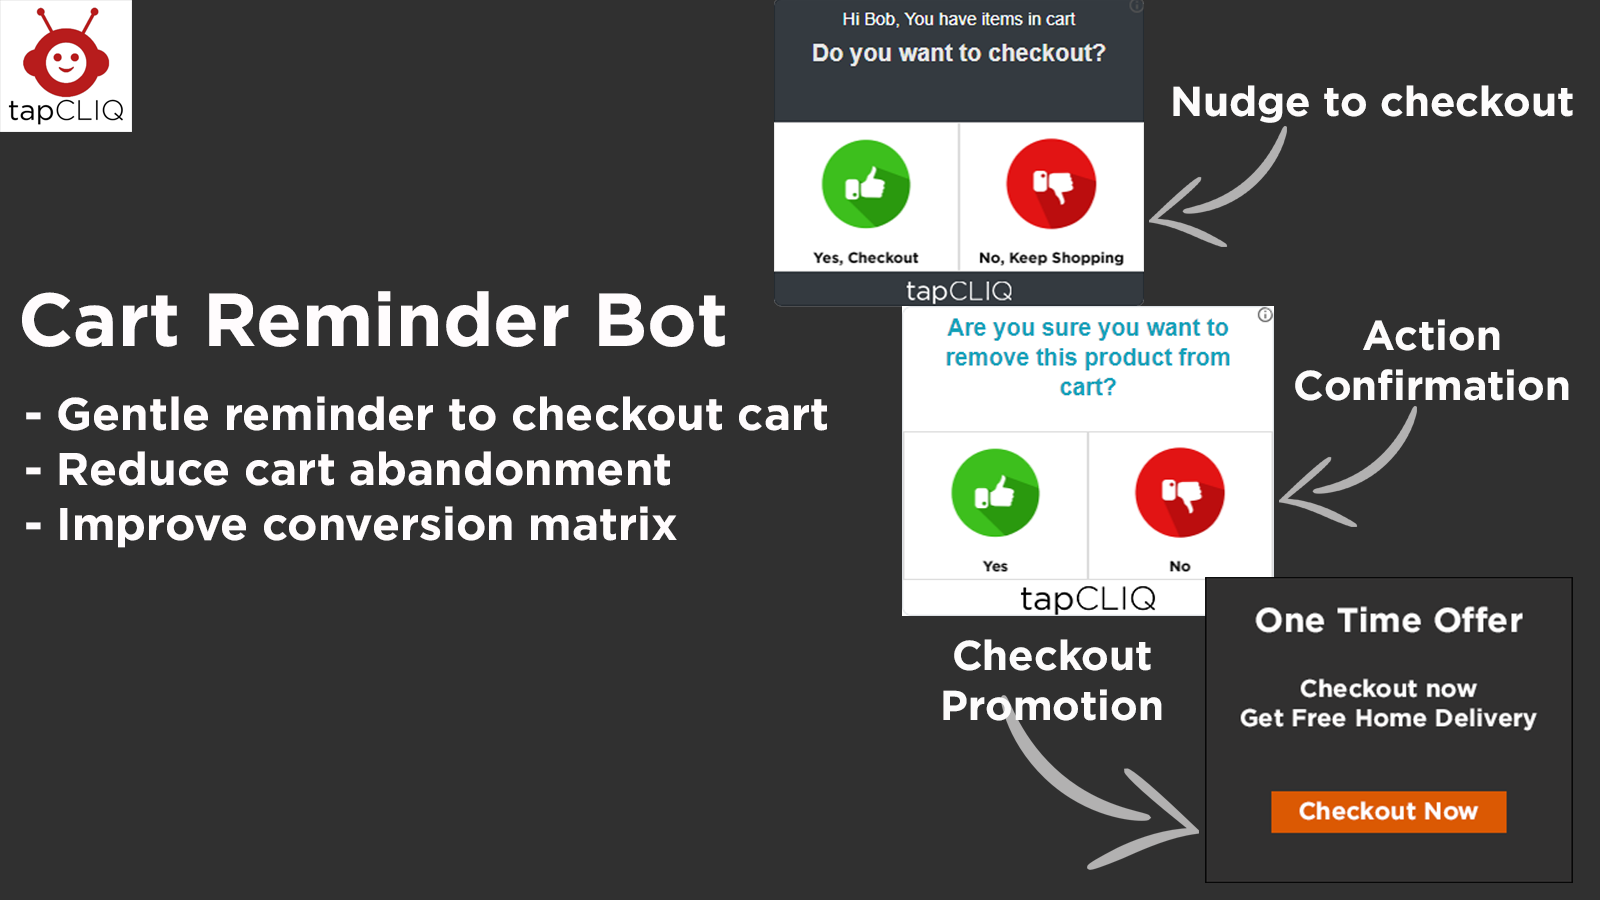 tapCLIQ
Cart Reminder Bot
- Gentle reminder to checkout cart
- Reduce cart abandonment
- Improve conversion matrix
Hi Bob, You have items in cart
Do you want to checkout?
Yes, Checkout
No, Keep Shopping
tapCLIQ
Nudge to checkout
Are you sure you want to
remove this product from
cart?
Yes
No
tapCLIQ
Action
Confirmation
Checkout
Promotion
One Time Offer
Checkout now
Get Free Home Delivery
Checkout Now